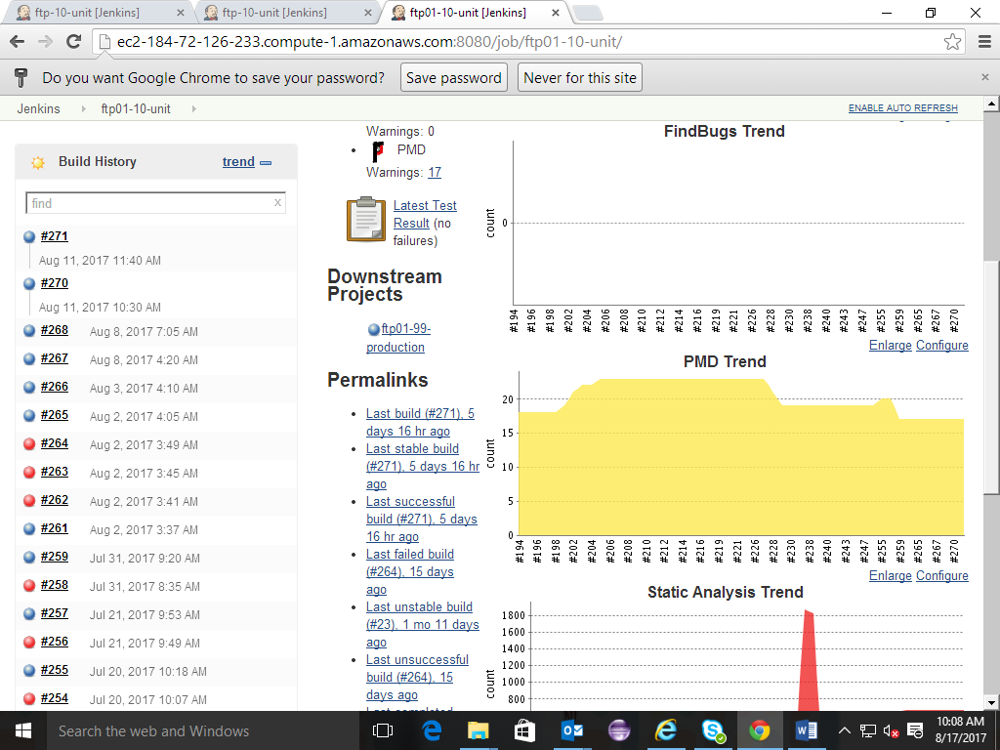 ftp-10-unit [Jenkins]
ftp-10-unit [Jenkins]
ftp01-10-unit [Jenkins]
ec2-184-72-126-233.compute-1.amazonaws.com:8080/job/ftp01-10-unit/
Do you want Google Chrome to save your password?
Save password
Never for this site
Jenkins
ftp01-10-unit
ENABLE AUTO REFRESH
Build History
trend
find
x
#271
Aug 11, 2017 11:40 AM
#270
Aug 11, 2017 10:30 AM
#268 Aug 8, 2017 7:05 AM
#267 Aug 8, 2017 4:20 AM
#266 Aug 3, 2017 4:10 AM
#265 Aug 2, 2017 4:05 AM
#264 Aug 2, 2017 3:49 AM
#263 Aug 2, 2017 3:45 AM
#262 Aug 2, 2017 3:41 AM
#261 Aug 2, 2017 3:37 AM
#259 Jul 31, 2017 9:20 AM
#258 Jul 31, 2017 8:35 AM
#257 Jul 21, 2017 9:53 AM
#256 Jul 21, 2017 9:49 AM
#255 Jul 20, 2017 10:18 AM
#254 Jul 20, 2017 10:07 AM
Warnings: 0
PMD
Warnings: 17
Latest Test
Result (no
failures)
Downstream
Projects
ftp01-99-
production
Permalinks
Last build (#271), 5
days 16 hr ago
Last stable build
(#271), 5 days 16 hr
ago
Last successful
build (#271), 5 days
16 hr ago
Last failed build
(#264), 15 days
ago
Last unstable build
(#23), 1 mo 11 days
ago
Last unsuccessful
build (#264), 15
days ago
FindBugs Trend
count
0
#194 #196 #198 #202 #204 #206 #208 #210 #212 #214 #216 #219 #221 #226 #228 #230 #238 #240 #243 #247 #255 #259 #265 #267 #270
Enlarge Configure
PMD Trend
count
20
15
10
5
0
#194 #196 #198 #202 #204 #206 #208 #210 #212 #214 #216 #219 #221 #226 #228 #230 #238 #240 #243 #247 #255 #259 #265 #267 #270
Enlarge Configure
Static Analysis Trend
count
1800
1600
1400
1200
1000
800
Search the web and Windows
10:08 AM
8/17/2017